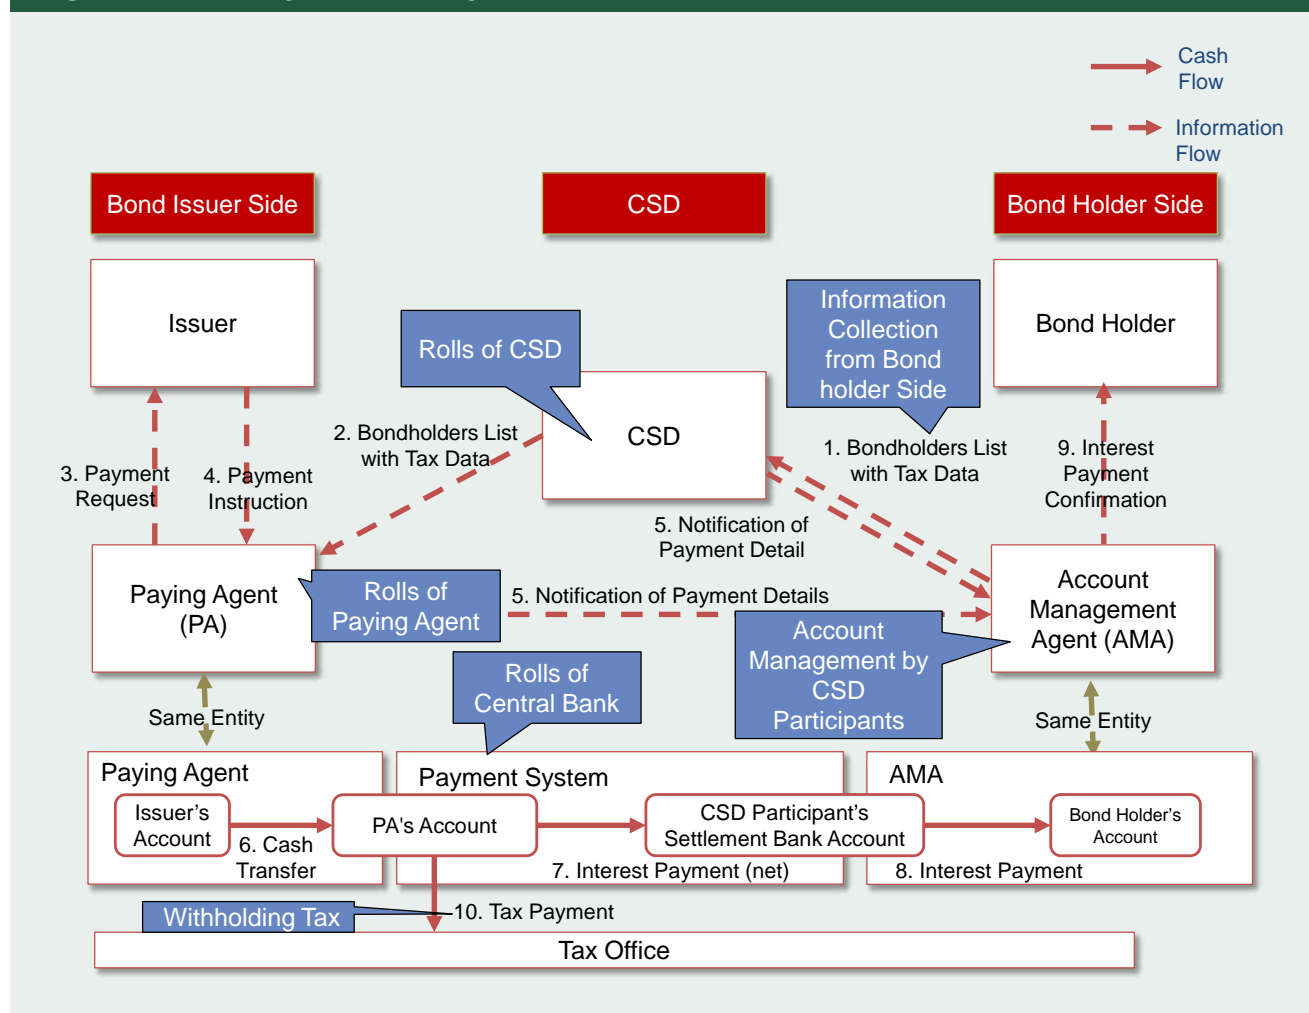 Cash
Flow
Information
Flow
Bond Issuer Side
CSD
Bond Holder Side
Issuer
Rolls of CSD
CSD
Information
Collection
from Bond
holder Side
Bond Holder
2. Bondholders List
with Tax Data
1. Bondholders List
with Tax Data
9. Interest
Payment
Confirmation
3. Payment
Request
4. Payment
Instruction
5. Notification of
Payment Detail
Paying Agent
(PA)
Rolls of
Paying Agent
5. Notification of Payment Details
Account
Management by
CSD
Participants
Account
Management
Agent (AMA)
Rolls of
Central Bank
Same Entity
Same Entity
Paying Agent
Payment System
AMA
Issuer's
Account
PA's Account
CSD Participant's
Settlement Bank Account
Bond Holder's
Account
6. Cash
Transfer
7. Interest Payment (net)
8. Interest Payment
Withholding Tax
10. Tax Payment
Tax Office